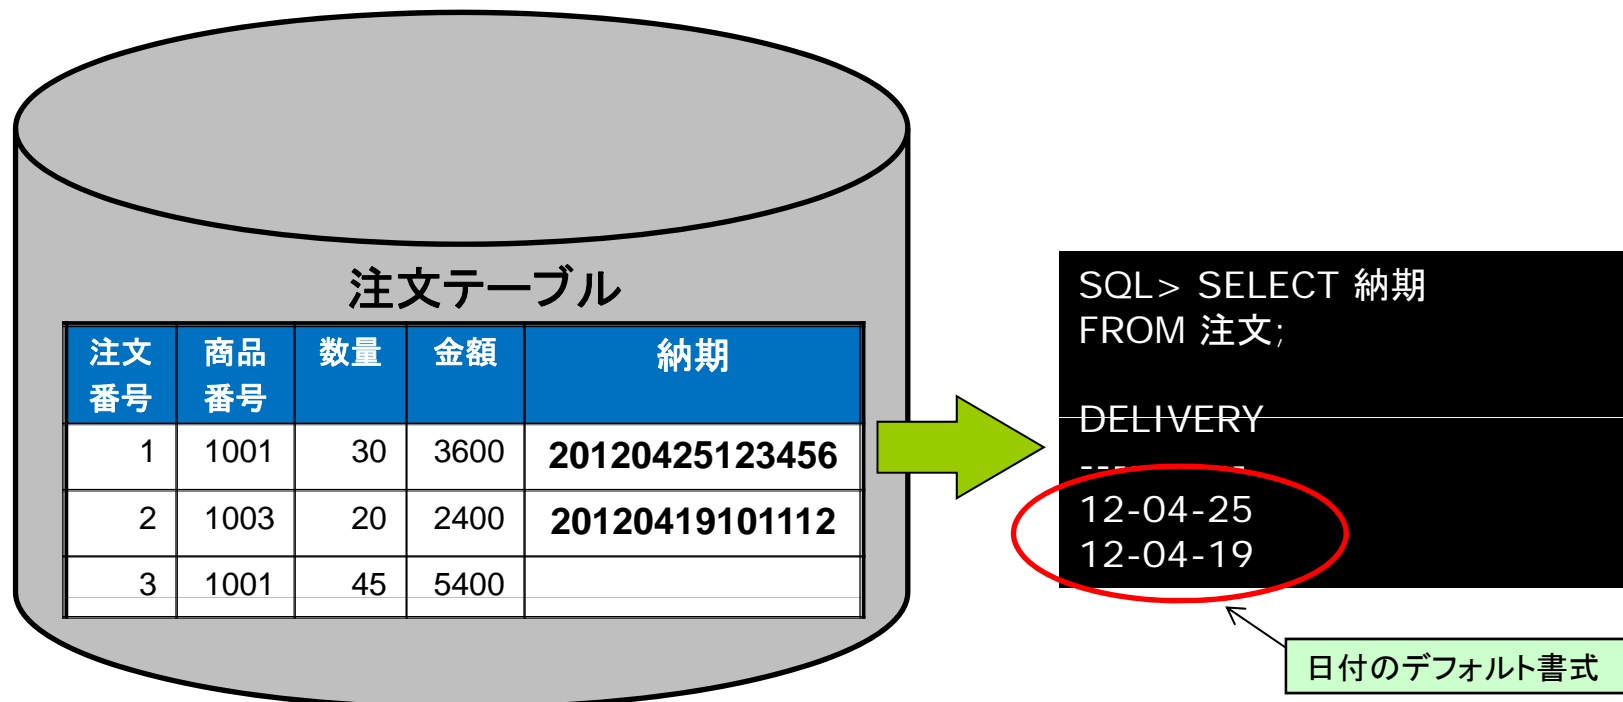 注文テーブル
注文番号 商品番号 数量 金額 納期
1 1001 30 3600 20120425123456
2 1003 20 2400 20120419101112
3 1001 45 5400
SQL> SELECT 納期
FROM 注文;
DELIVERY
---------
12-04-25
12-04-19
日付のデフォルト書式